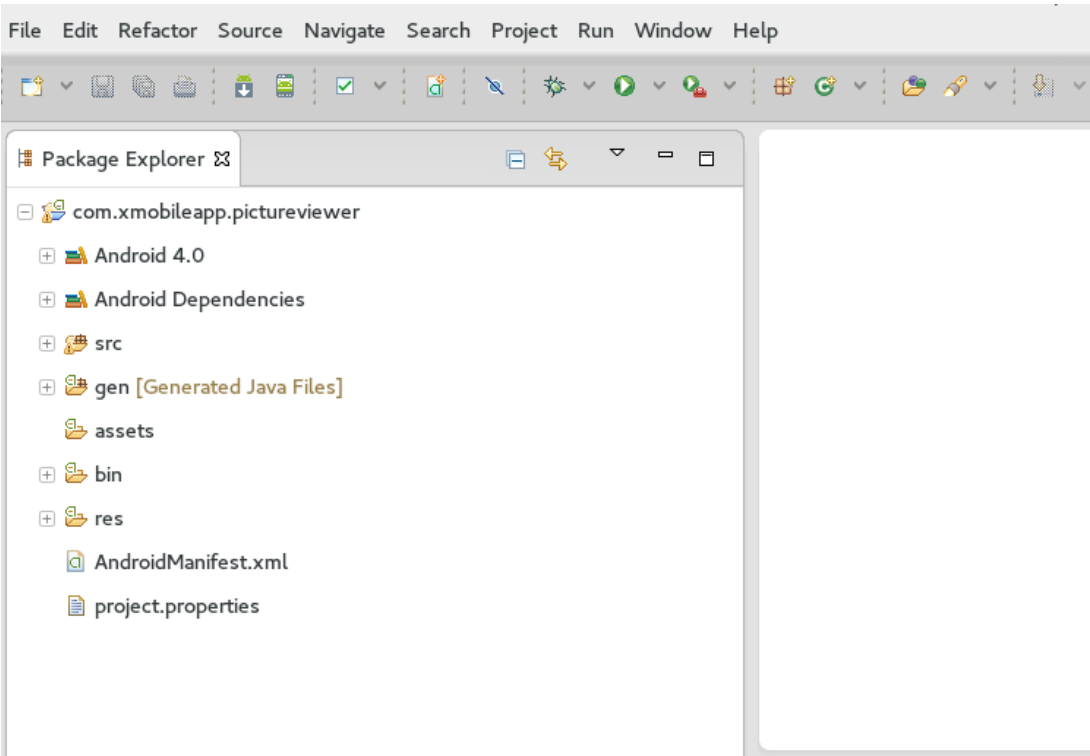 File Edit Refactor Source Navigate Search Project Run Window Help
Package Explorer
com.xmobileapp.pictureviewer
Android 4.0
Android Dependencies
src
gen [Generated Java Files]
assets
bin
res
AndroidManifest.xml
project.properties